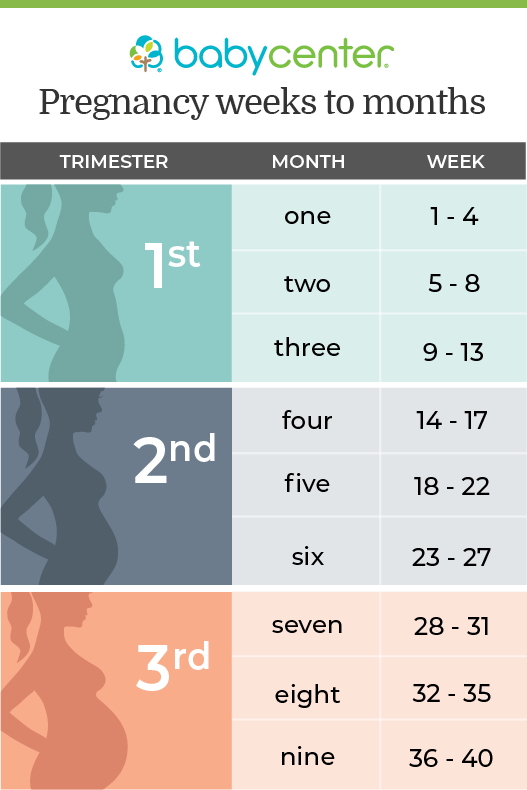 babycenter®
Pregnancy weeks to months
TRIMESTER MONTH WEEK
1st
one 1 - 4
two 5 - 8
three 9 - 13
2nd
four 14 - 17
five 18 - 22
six 23 - 27
3rd
seven 28 - 31
eight 32 - 35
nine 36 - 40